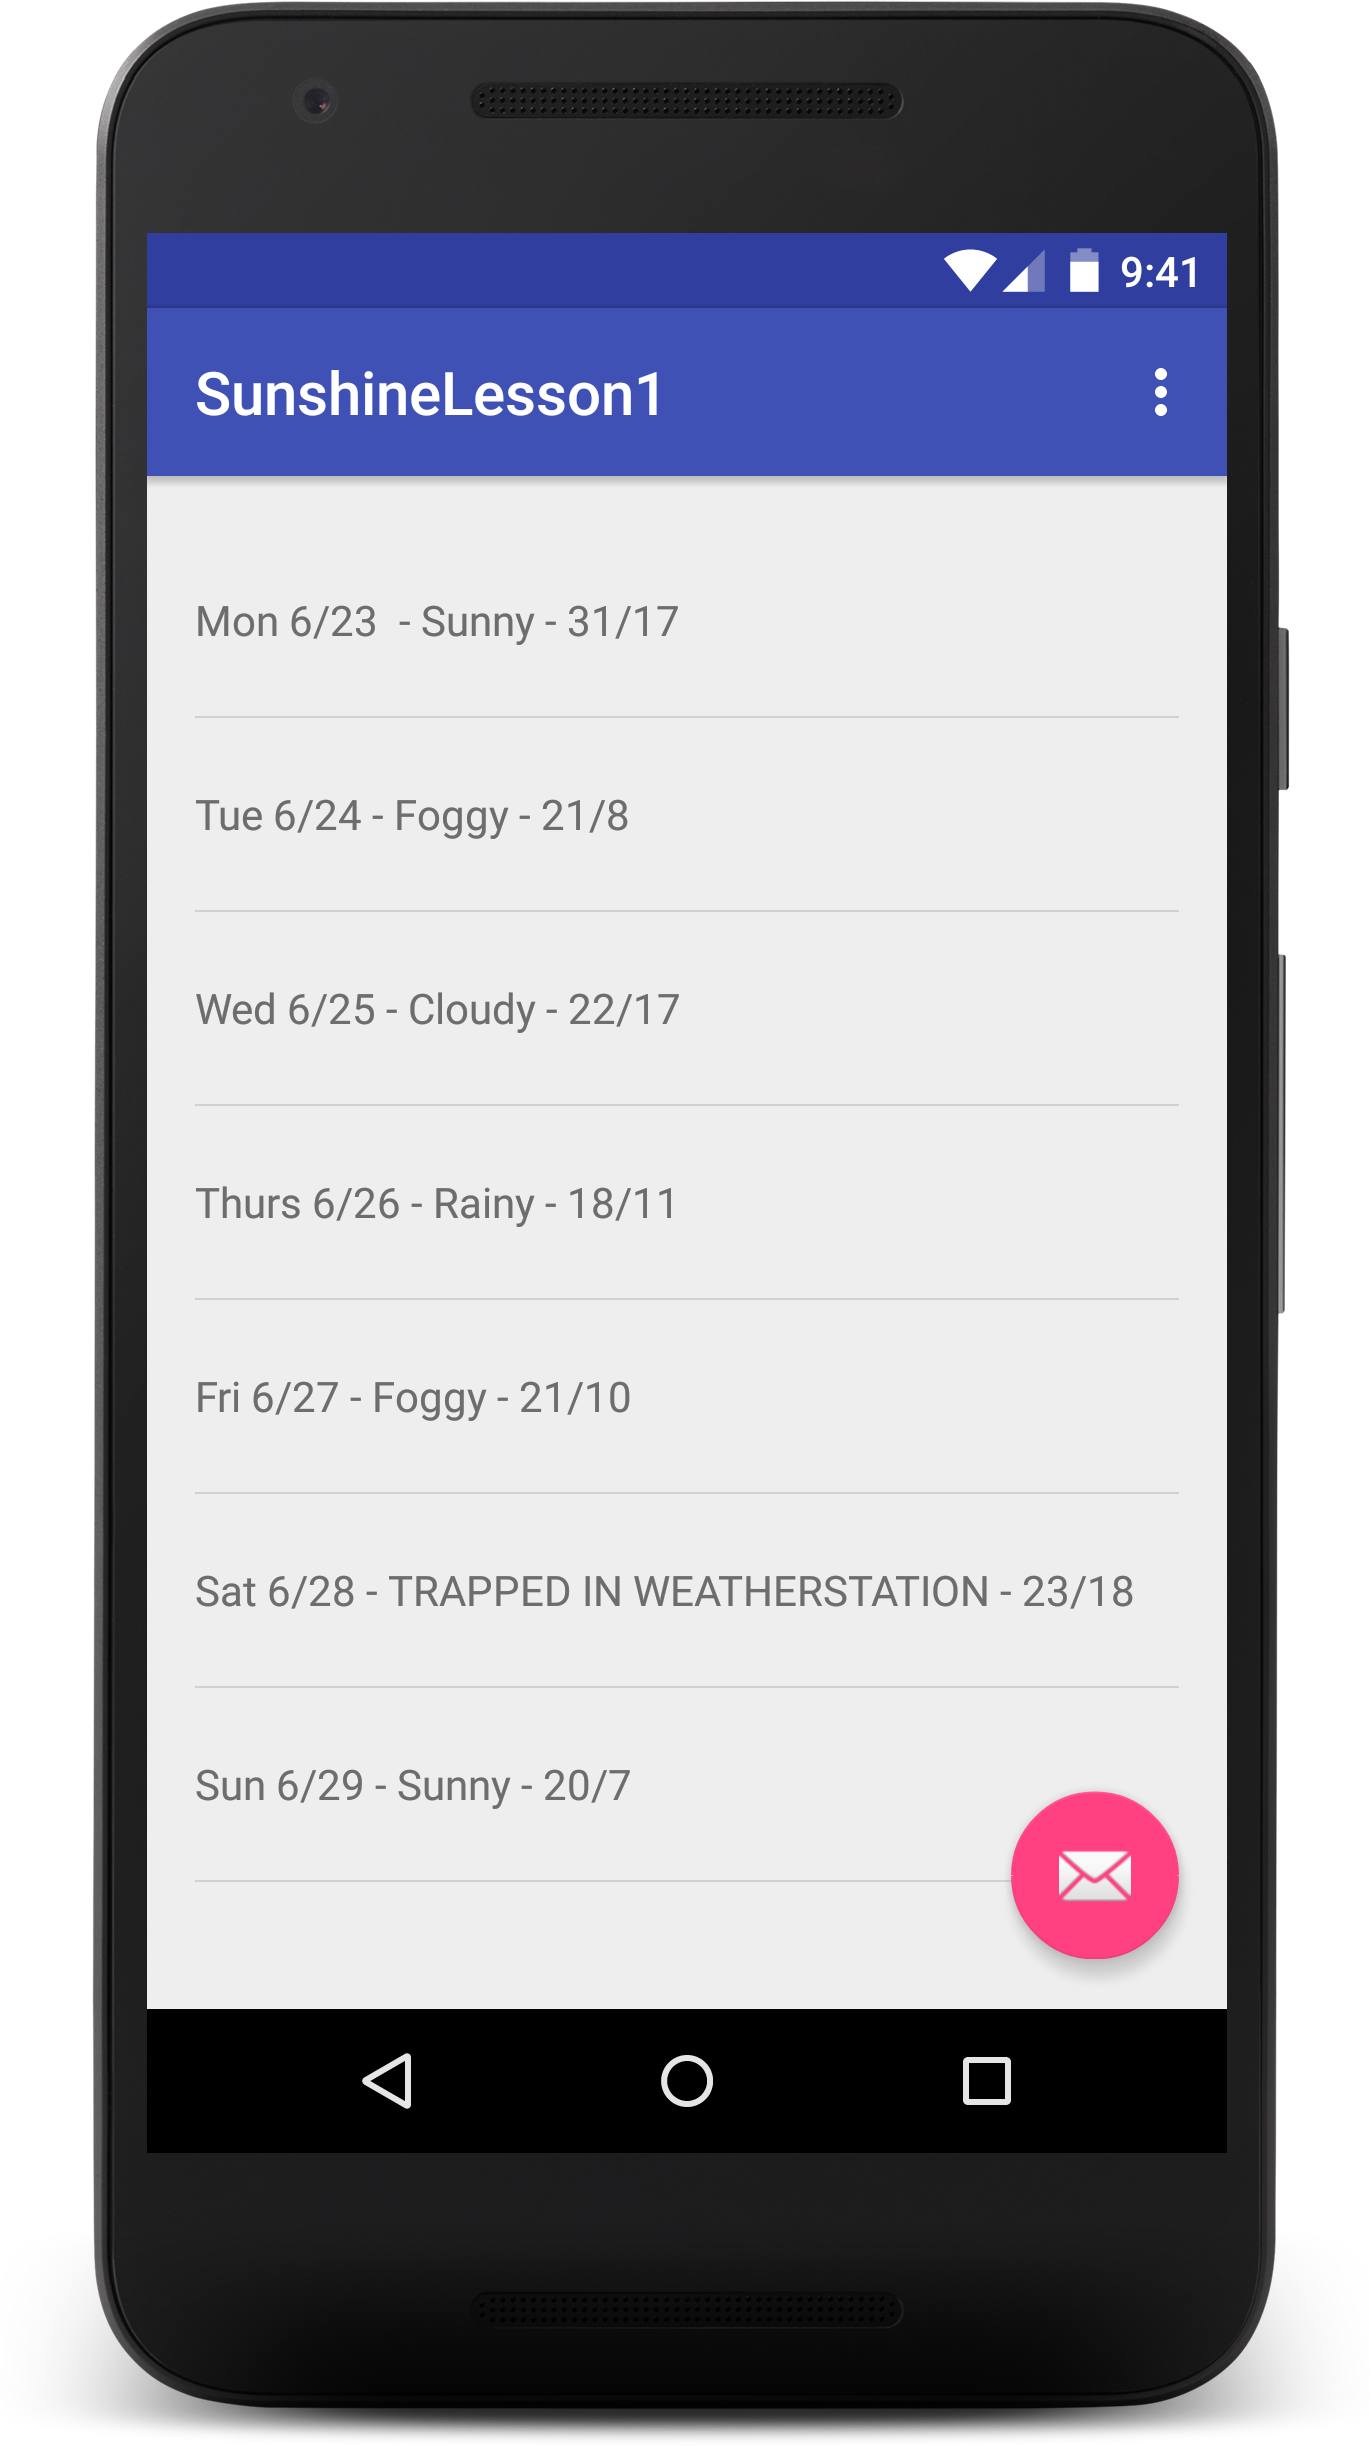 9:41
SunshineLesson1
Mon 6/23  - Sunny - 31/17
Tue 6/24 - Foggy - 21/8
Wed 6/25 - Cloudy - 22/17
Thurs 6/26 - Rainy - 18/11
Fri 6/27 - Foggy - 21/10
Sat 6/28 - TRAPPED IN WEATHERSTATION - 23/18
Sun 6/29 - Sunny - 20/7